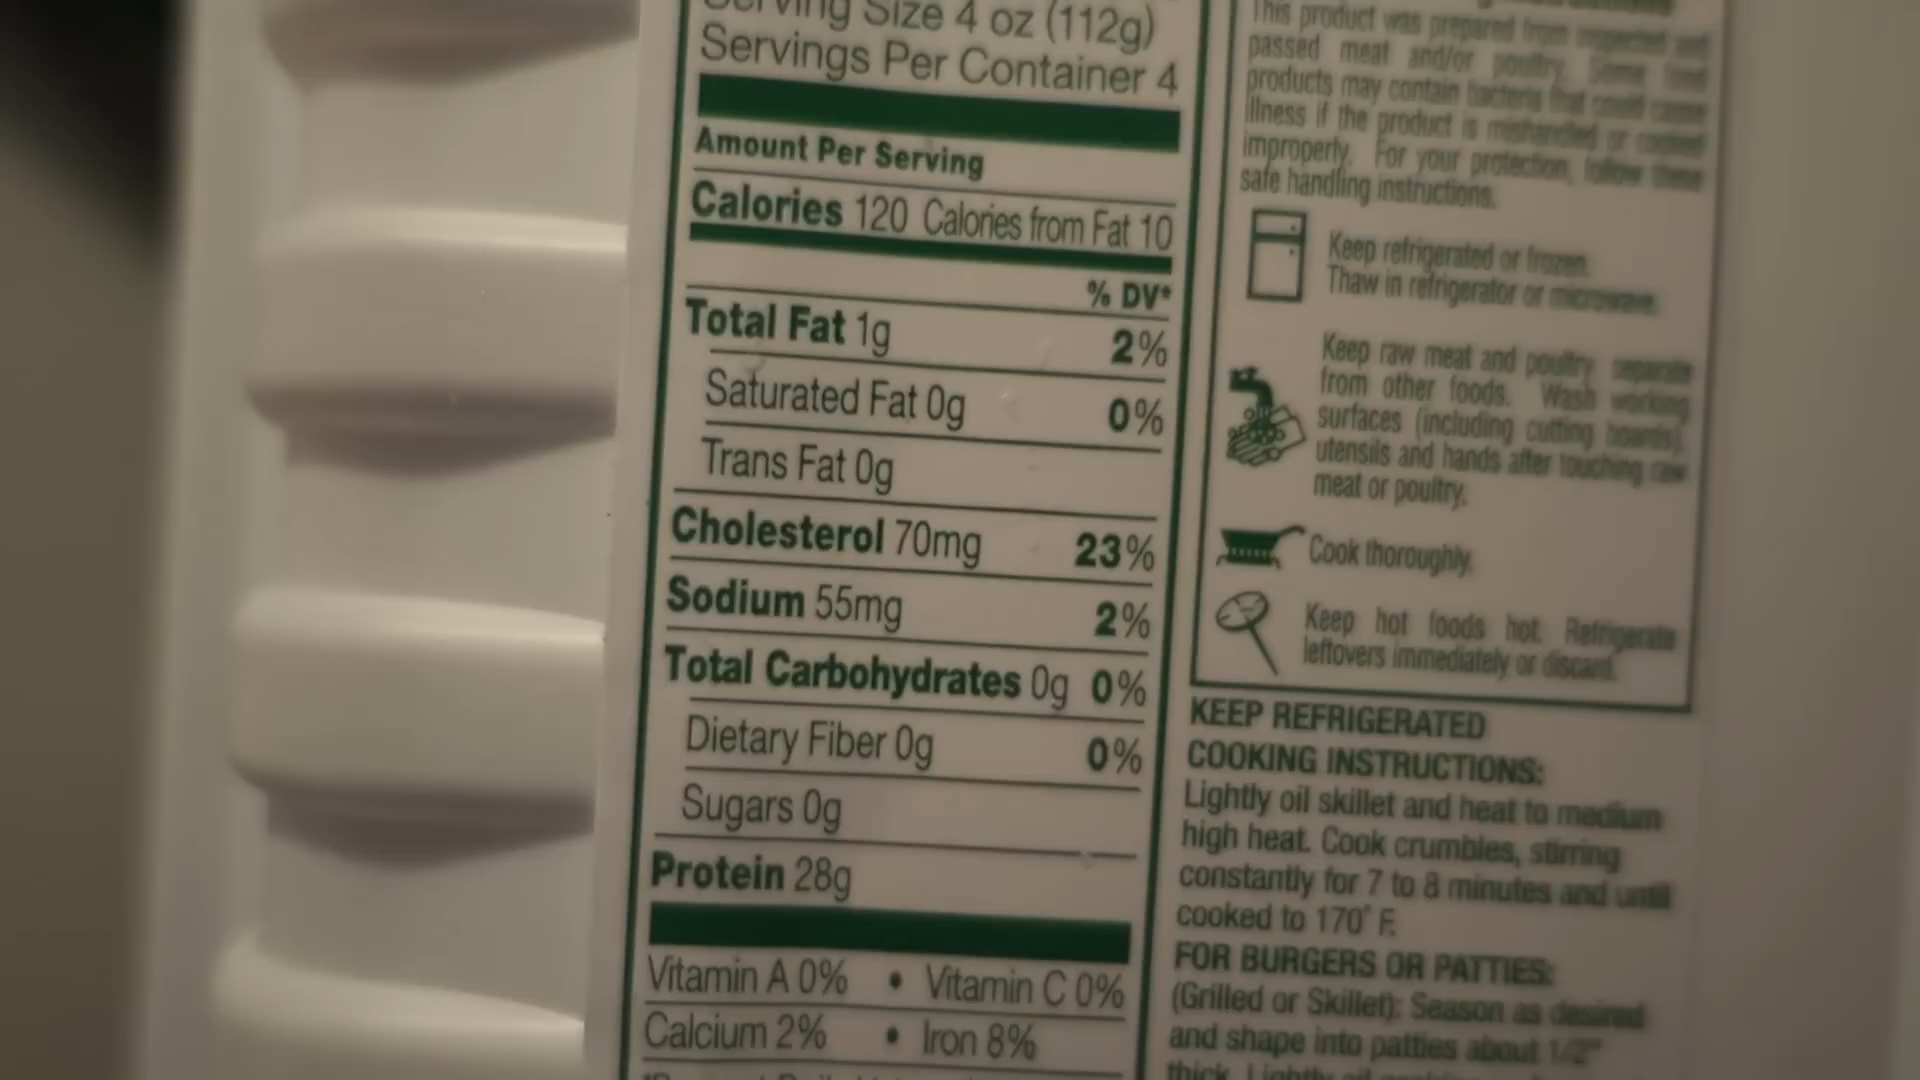 Serving Size 4 oz (112g)
Servings Per Container 4
Amount Per Serving
Calories 120 Calories from Fat 10
% DV*
Total Fat 1g 2%
Saturated Fat 0g 0%
Trans Fat 0g
Cholesterol 70mg 23%
Sodium 55mg 2%
Total Carbohydrates 0g 0%
Dietary Fiber 0g 0%
Sugars 0g
Protein 28g
Vitamin A 0% • Vitamin C 0%
Calcium 2% • Iron 8%
This product was prepared from inspected and
passed meat and/or poultry. Some food
products may contain bacteria that could cause
illness if the product is mishandled or cooked
improperly. For your protection, follow these
safe handling instructions.
Keep refrigerated or frozen.
Thaw in refrigerator or microwave.
Keep raw meat and poultry separate
from other foods. Wash working
surfaces (including cutting boards),
utensils and hands after touching raw
meat or poultry.
Cook thoroughly.
Keep hot foods hot. Refrigerate
leftovers immediately or discard.
KEEP REFRIGERATED
COOKING INSTRUCTIONS:
Lightly oil skillet and heat to medium
high heat. Cook crumbles, stirring
constantly for 7 to 8 minutes and until
cooked to 170° F.
FOR BURGERS OR PATTIES:
(Grilled or Skillet): Season as desired
and shape into patties about 1/2"
thick. Lightly oil